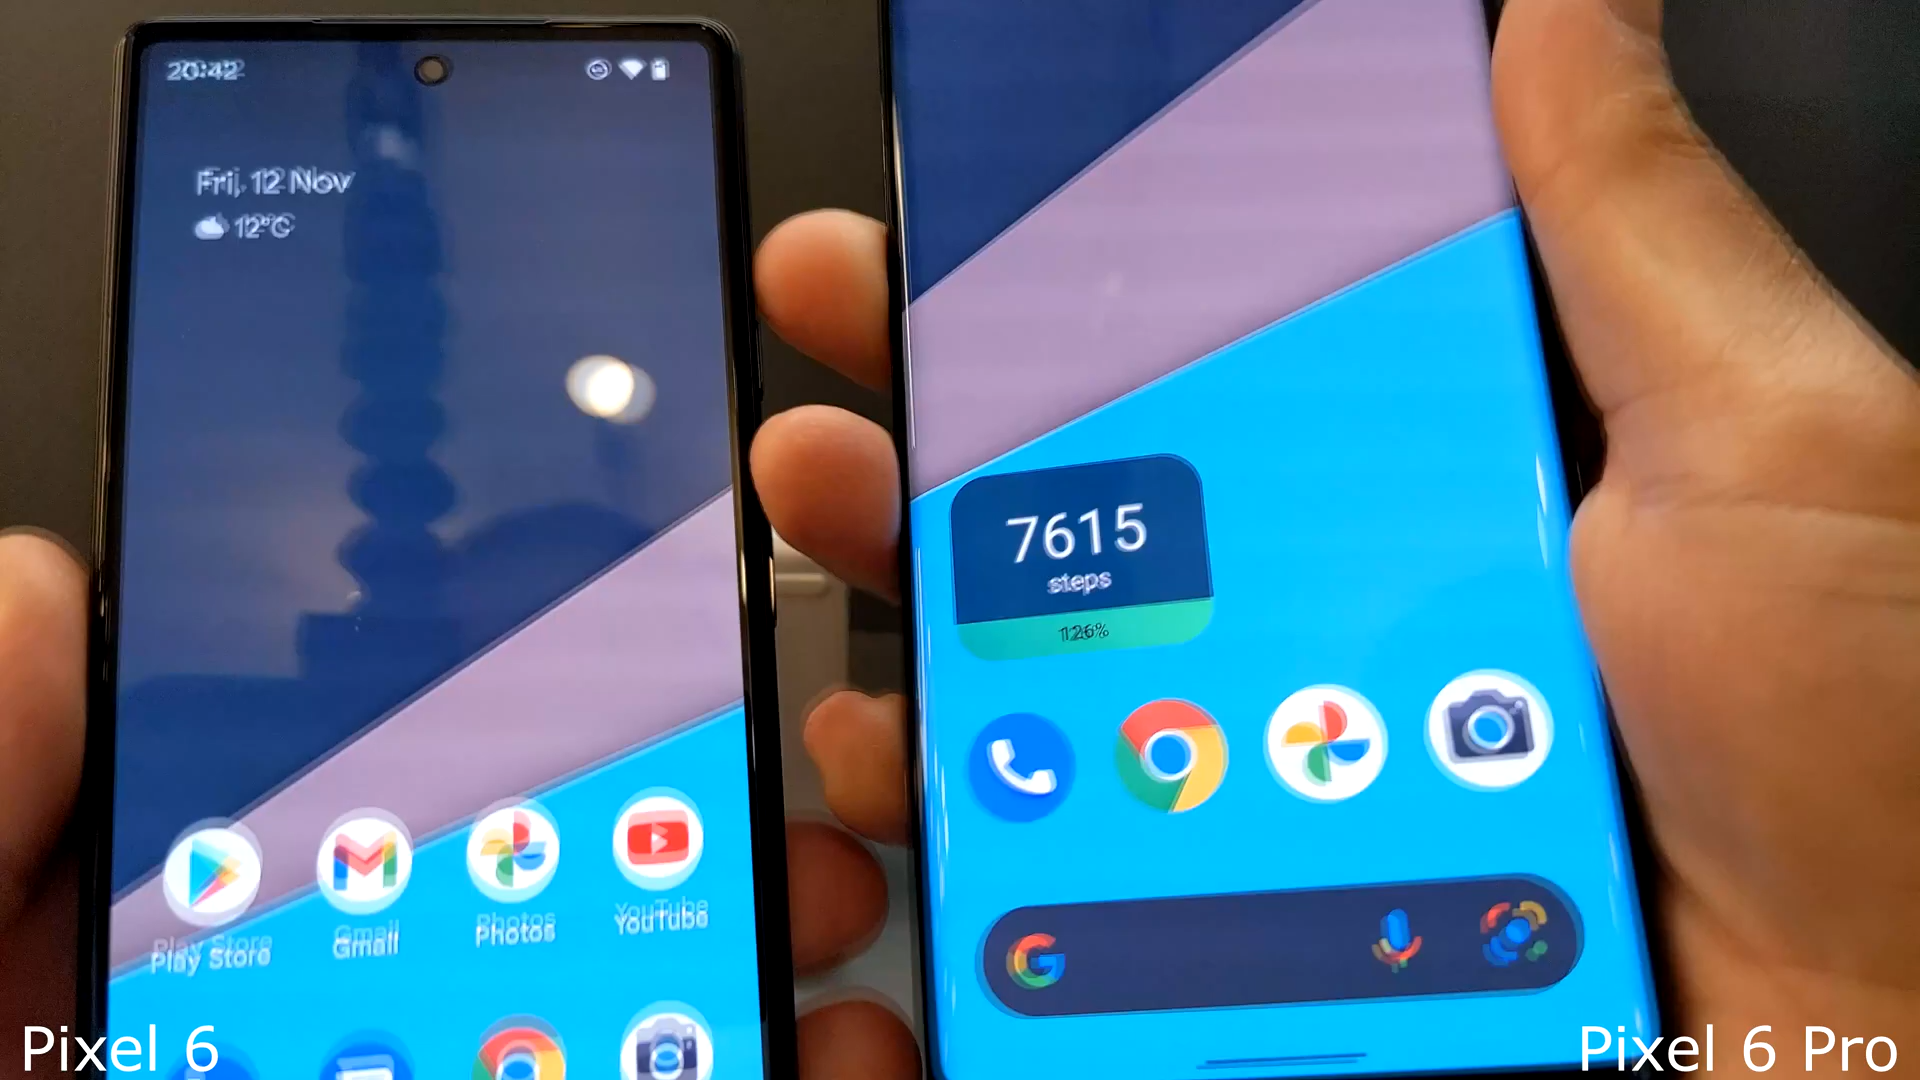 20:42
Fri, 12 Nov
12°C
7615
steps
126%
Play Store
Gmail
Photos
YouTube
G
Pixel 6
Pixel 6 Pro